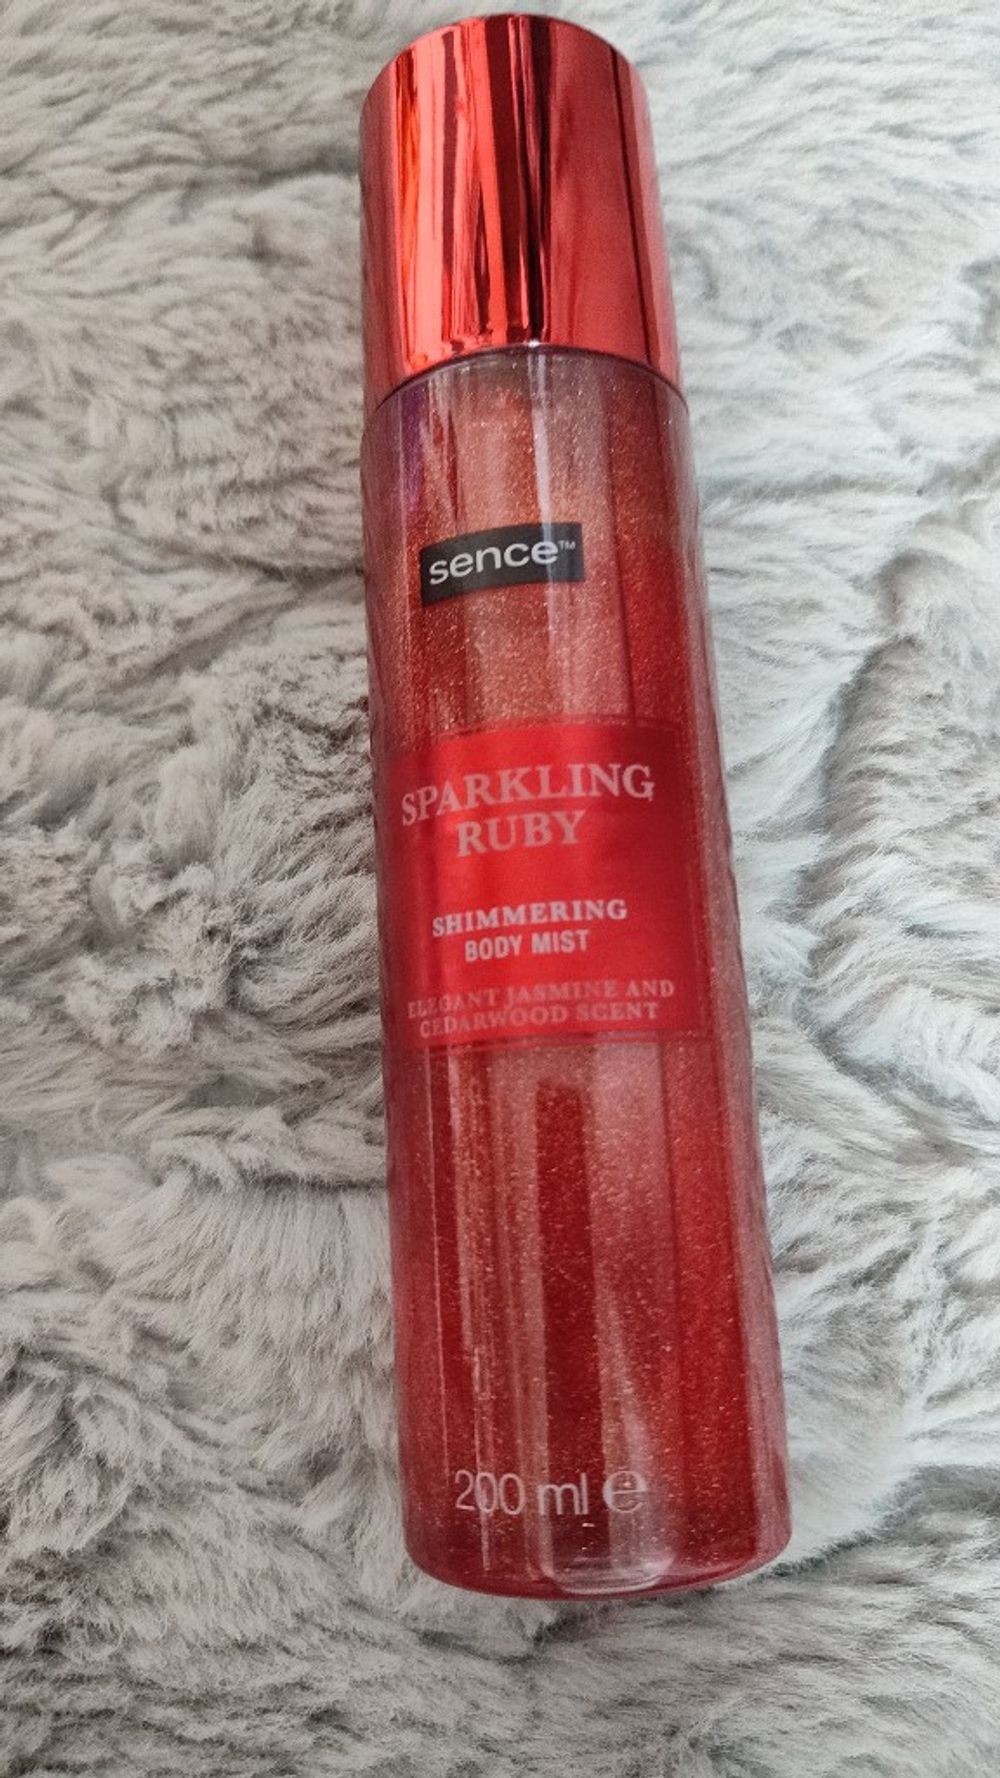 sence™
SPARKLING
RUBY
SHIMMERING
BODY MIST
ELEGANT JASMINE AND
CEDARWOOD SCENT
200 ml ℮